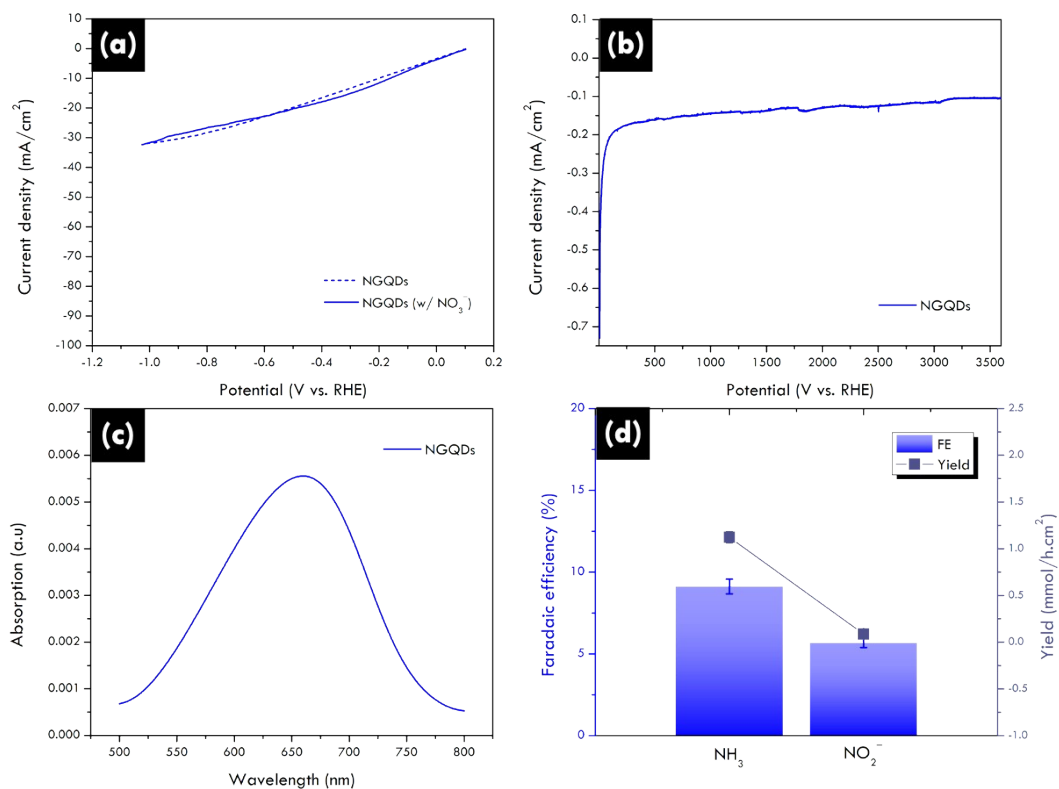 (a)
10
0
-10
-20
-30
-40
-50
-60
-70
-80
-90
-100
-1.2 -1.0 -0.8 -0.6 -0.4 -0.2 0.0 0.2
Current density (mA/cm²)
Potential (V vs. RHE)
NGQDs
NGQDs (w/ NO₃⁻)
(b)
0.1
0.0
-0.1
-0.2
-0.3
-0.4
-0.5
-0.6
-0.7
500 1000 1500 2000 2500 3000 3500
Current density (mA/cm²)
Potential (V vs. RHE)
NGQDs
(c)
0.007
0.006
0.005
0.004
0.003
0.002
0.001
0.000
500 550 600 650 700 750 800
Absorption (a.u)
Wavelength (nm)
NGQDs
(d)
20
15
10
5
0
Faradaic efficiency (%)
FE
Yield
2.5
2.0
1.5
1.0
0.5
0.0
-0.5
-1.0
Yield (mmol/h.cm²)
NH₃ NO₂⁻